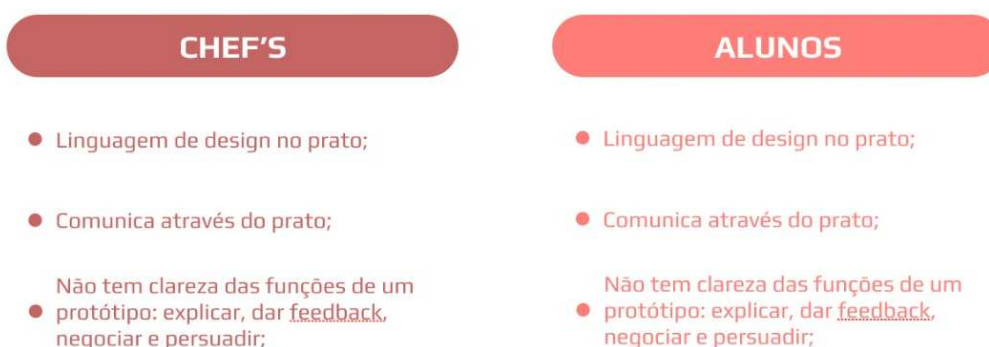 CHEF'S
Linguagem de design no prato;
Comunica através do prato;
Não tem clareza das funções de um
protótipo: explicar, dar feedback,
negociar e persuadir;
ALUNOS
Linguagem de design no prato;
Comunica através do prato;
Não tem clareza das funções de um
protótipo: explicar, dar feedback,
negociar e persuadir;